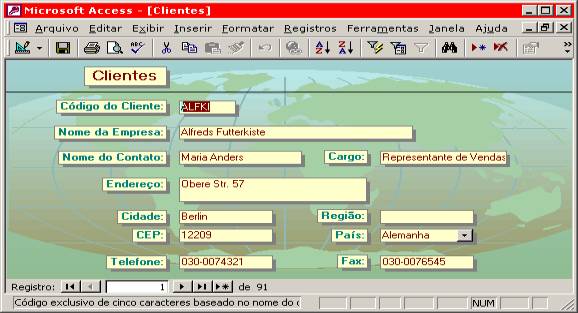 Microsoft Access - [Clientes]
Arquivo Editar Exibir Inserir Formatar Registros Ferramentas Janela Ajuda
Clientes
Código do Cliente: ALFKI
Nome da Empresa: Alfreds Futterkiste
Nome do Contato: Maria Anders Cargo: Representante de Vendas
Endereço: Obere Str. 57
Cidade: Berlin Região:
CEP: 12209 País: Alemanha
Telefone: 030-0074321 Fax: 030-0076545
Registro: 1 de 91
Código exclusivo de cinco caracteres baseado no nome do NUM